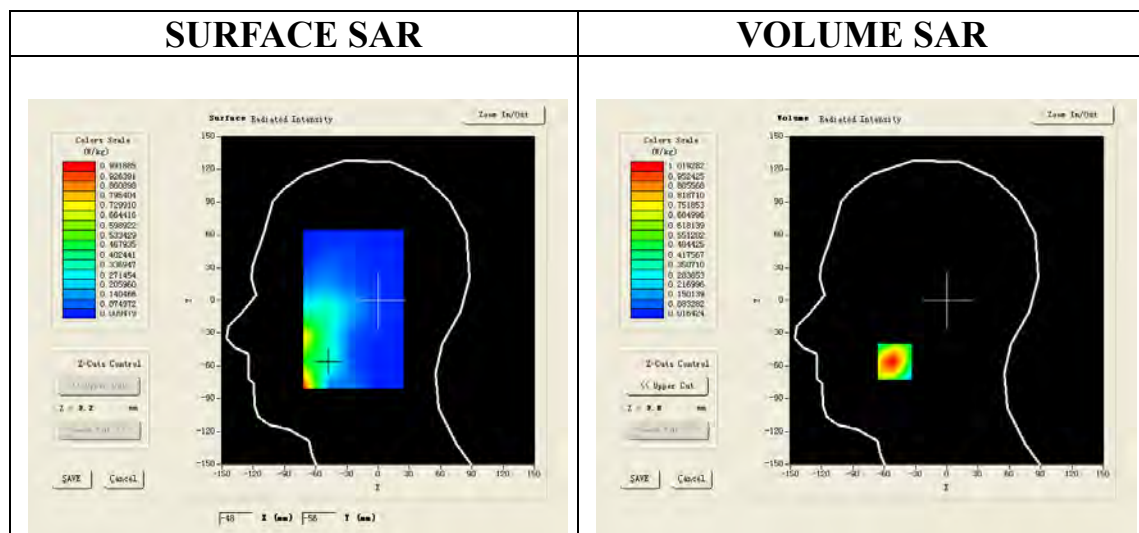 SURFACE SAR
VOLUME SAR
Surface Radiated Intensity
Zoom In/Out
Colors Scale
(W/kg)
0.991885
0.926391
0.860898
0.795404
0.729910
0.664416
0.598922
0.533429
0.467935
0.402441
0.336947
0.271454
0.205960
0.140466
0.074972
0.009479
150
120
90
60
30
0
-30
-60
-90
-120
-150
-150 -120 -90 -60 -30 0 30 60 90 120 150
Z-Cuts Control
mm
SAVE
Cancel
-48 X (mm) -56 Y (mm)
Volume Radiated Intensity
Zoom In/Out
Colors Scale
(W/kg)
1.019282
0.952425
0.885568
0.818710
0.751853
0.684996
0.618139
0.551282
0.484425
0.417567
0.350710
0.283853
0.216996
0.150139
0.083282
0.016424
150
120
90
60
30
0
-30
-60
-90
-120
-150
-150 -120 -90 -60 -30 0 30 60 90 120 150
Z-Cuts Control
<< Upper Cut
mm
SAVE
Cancel